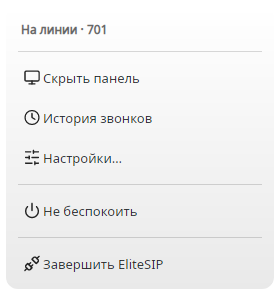 На линии · 701
Скрыть панель
История звонков
Настройки...
Не беспокоить
Завершить EliteSIP